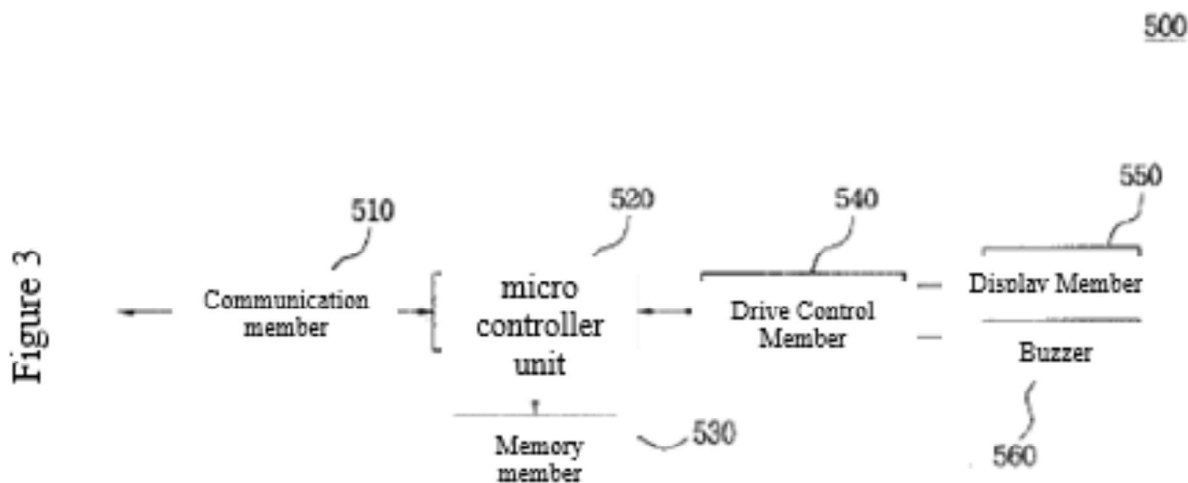 500
Figure 3
510
520
540
550
Communication
member
micro
controller
unit
Drive Control
Member
Display Member
Buzzer
560
530
Memory
member